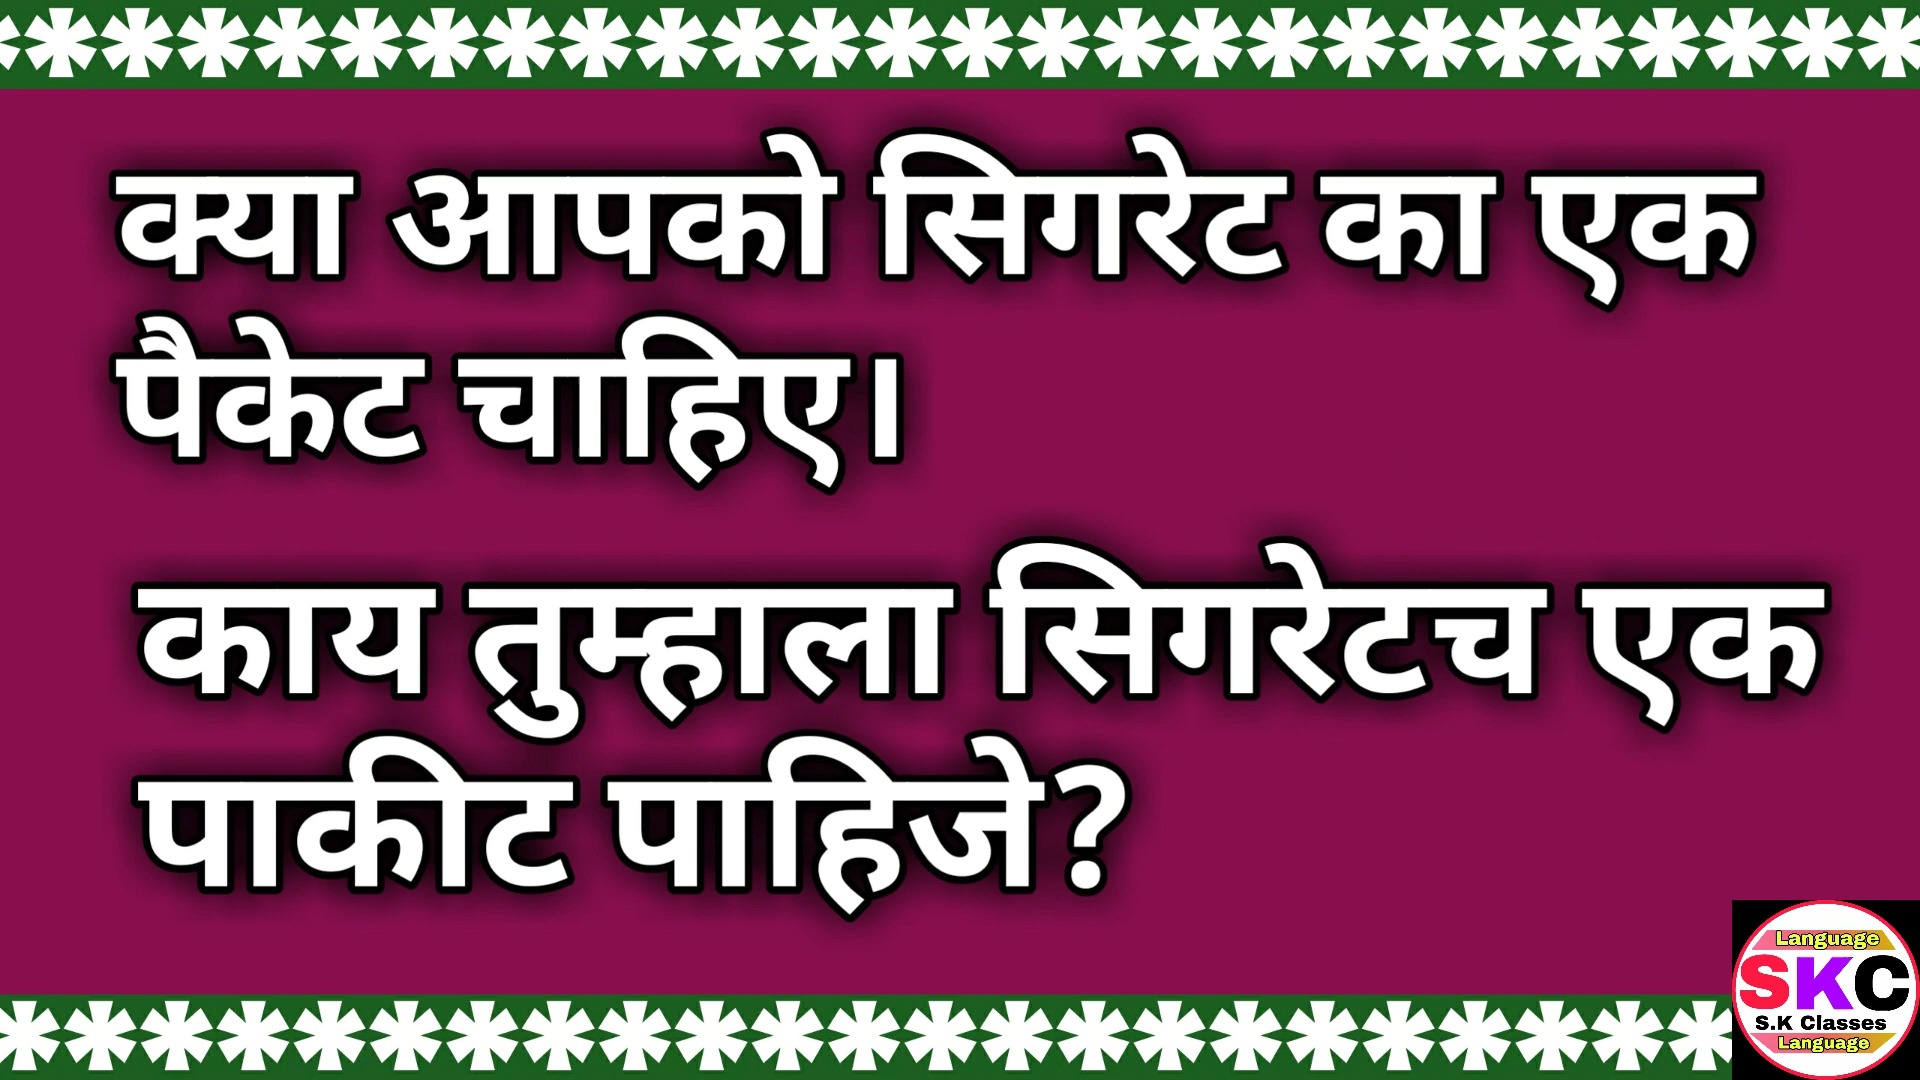 क्या आपको सिगरेट का एक
पैकेट चाहिए।
काय तुम्हाला सिगरेटच एक
पाकीट पाहिजे?
Language
SKC
S.K Classes
Language